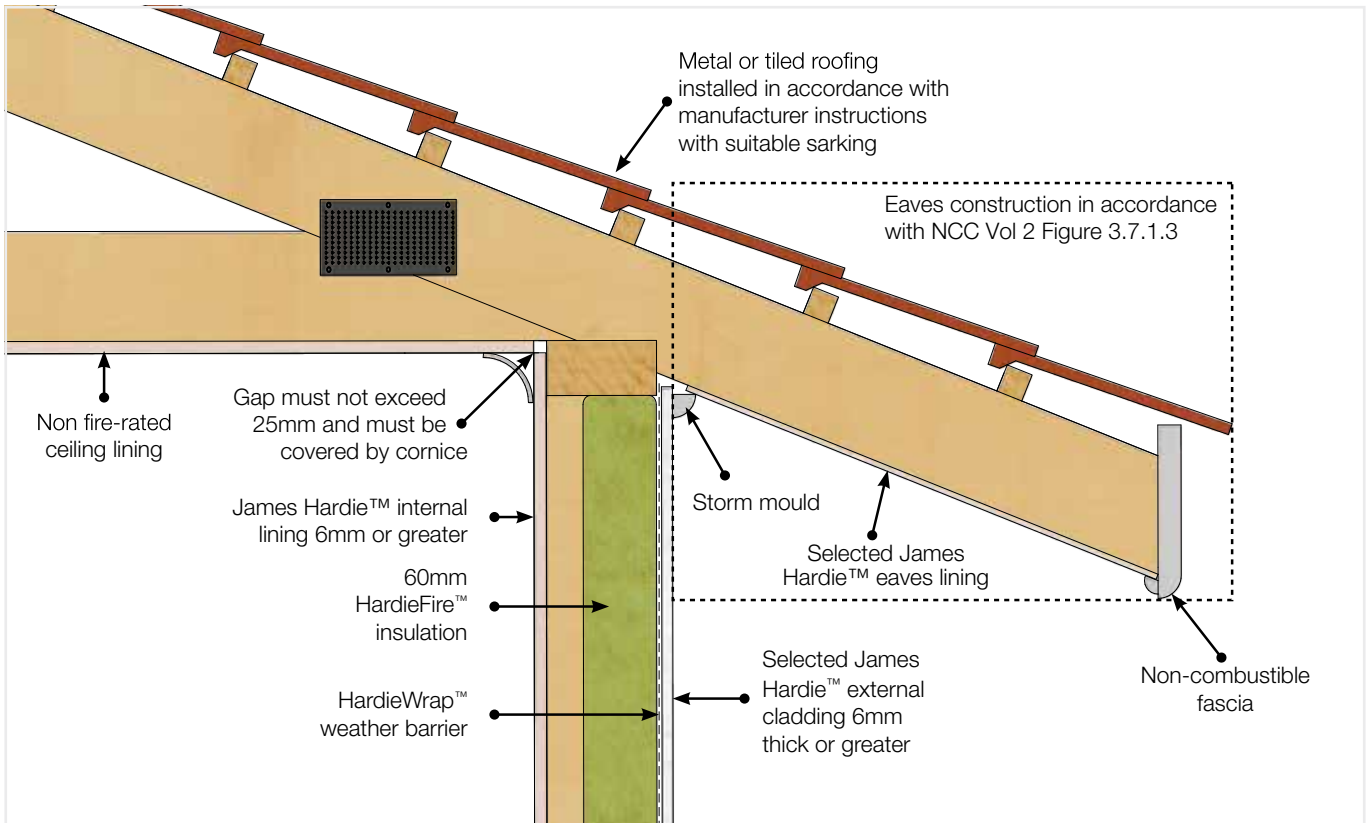 Metal or tiled roofing
installed in accordance with
manufacturer instructions
with suitable sarking
Eaves construction in accordance
with NCC Vol 2 Figure 3.7.1.3
Non fire-rated
ceiling lining
Gap must not exceed
25mm and must be
covered by cornice
James Hardie™ internal
lining 6mm or greater
60mm
HardieFire™
insulation
HardieWrap™
weather barrier
Storm mould
Selected James
Hardie™ eaves lining
Selected James
Hardie™ external
cladding 6mm
thick or greater
Non-combustible
fascia